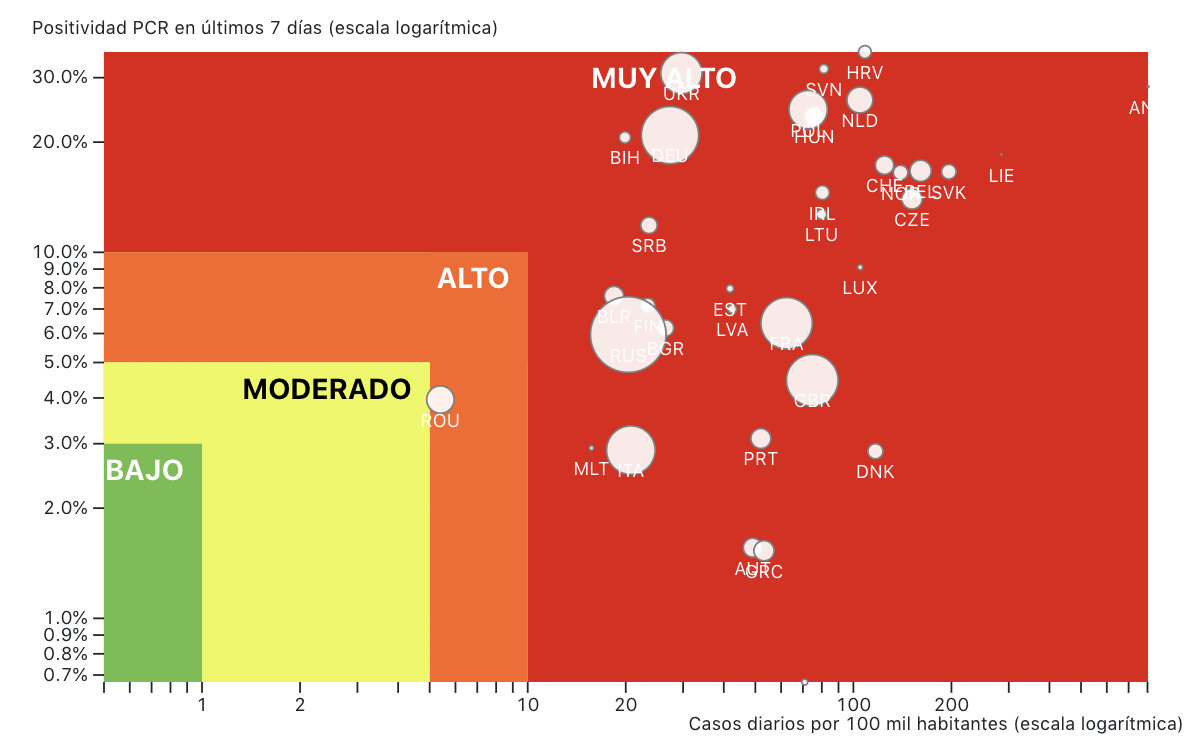 Positividad PCR en últimos 7 días (escala logarítmica)
30.0%
20.0%
10.0%
9.0%
8.0%
7.0%
6.0%
5.0%
4.0%
3.0%
2.0%
1.0%
0.9%
0.8%
0.7%
MUY ALTO
ALTO
MODERADO
BAJO
HRV
SVN
UKR
AN
NLD
POL
HUN
BIH
DEU
LIE
CHE
BEL
SVK
IRL
CZE
LTU
SRB
LUX
EST
BLR
FIN
LVA
FRA
BGR
RUS
GBR
ROU
PRT
MLT
ITA
DNK
AUT
GRC
1
2
10
20
100
200
Casos diarios por 100 mil habitantes (escala logarítmica)